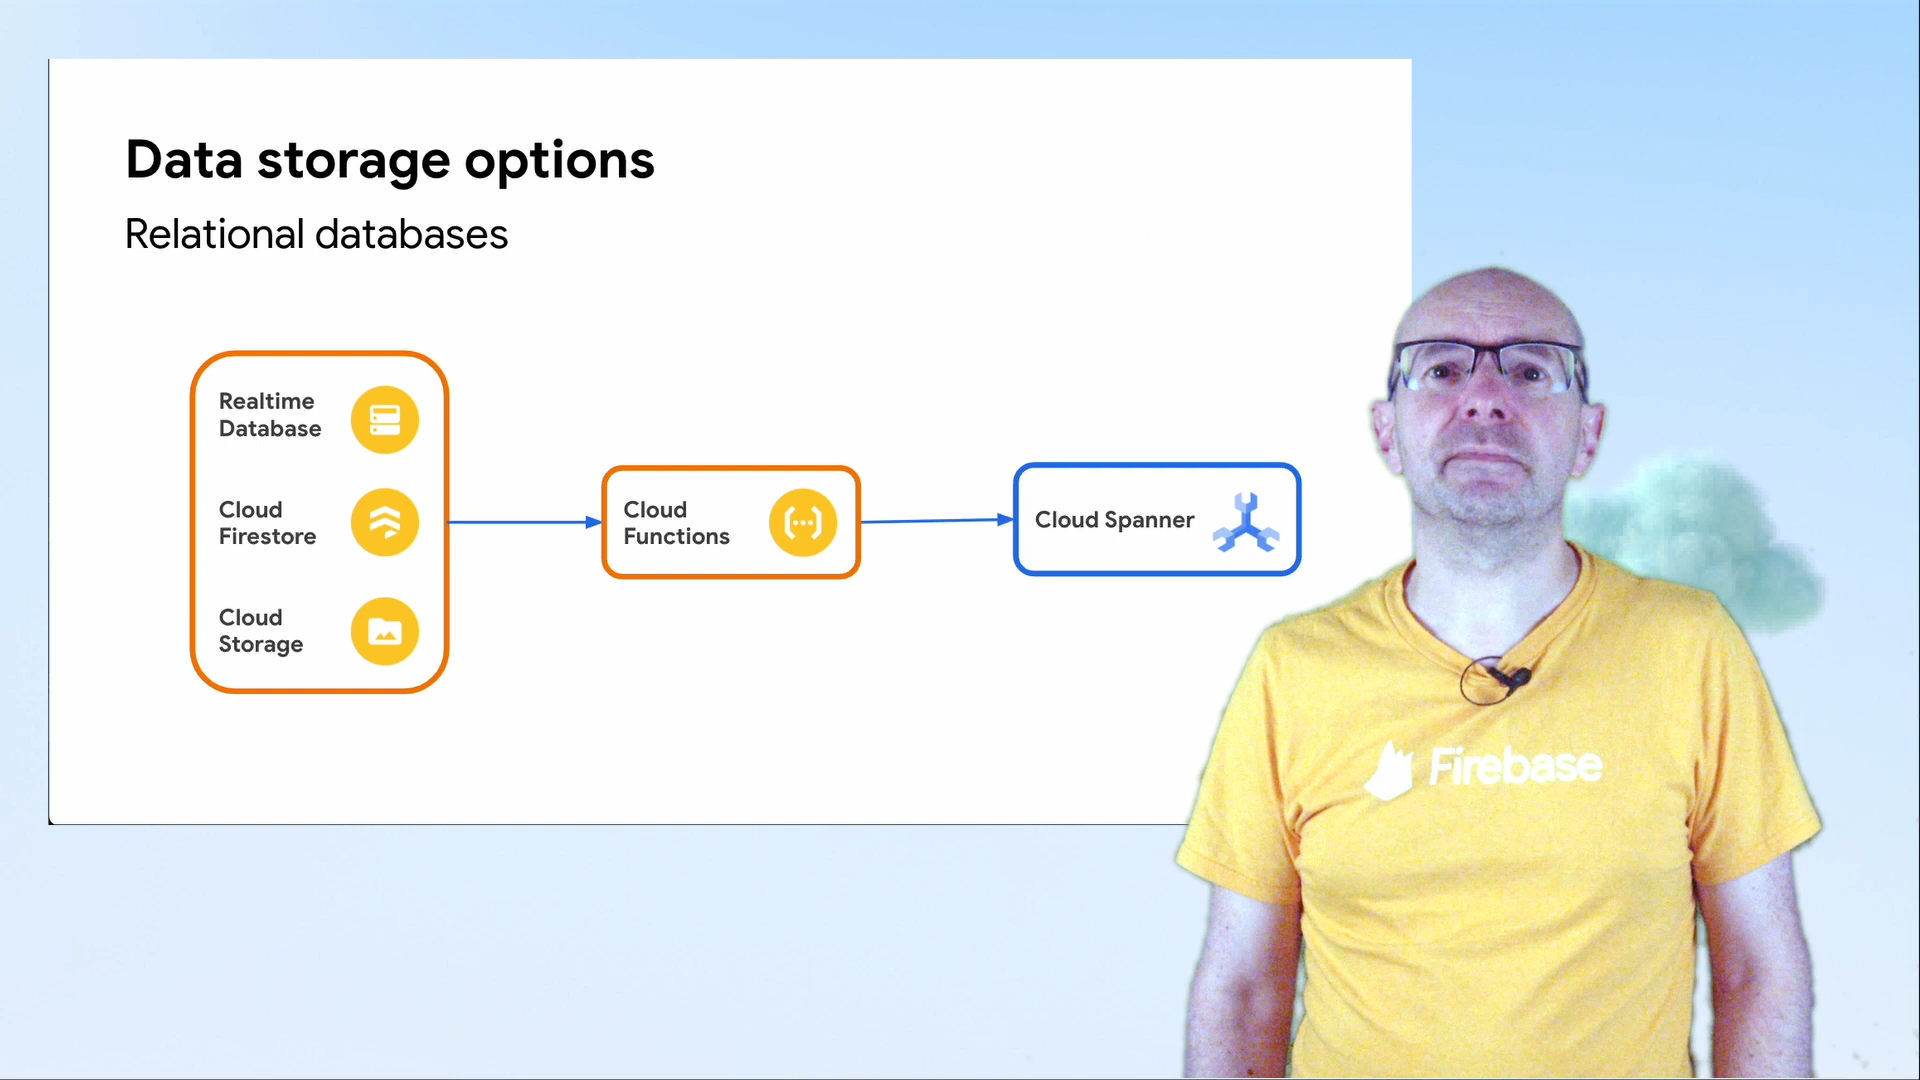 Data storage options
Relational databases
Realtime
Database
Cloud
Firestore
Cloud
Storage
Cloud
Functions
Cloud Spanner
Firebase